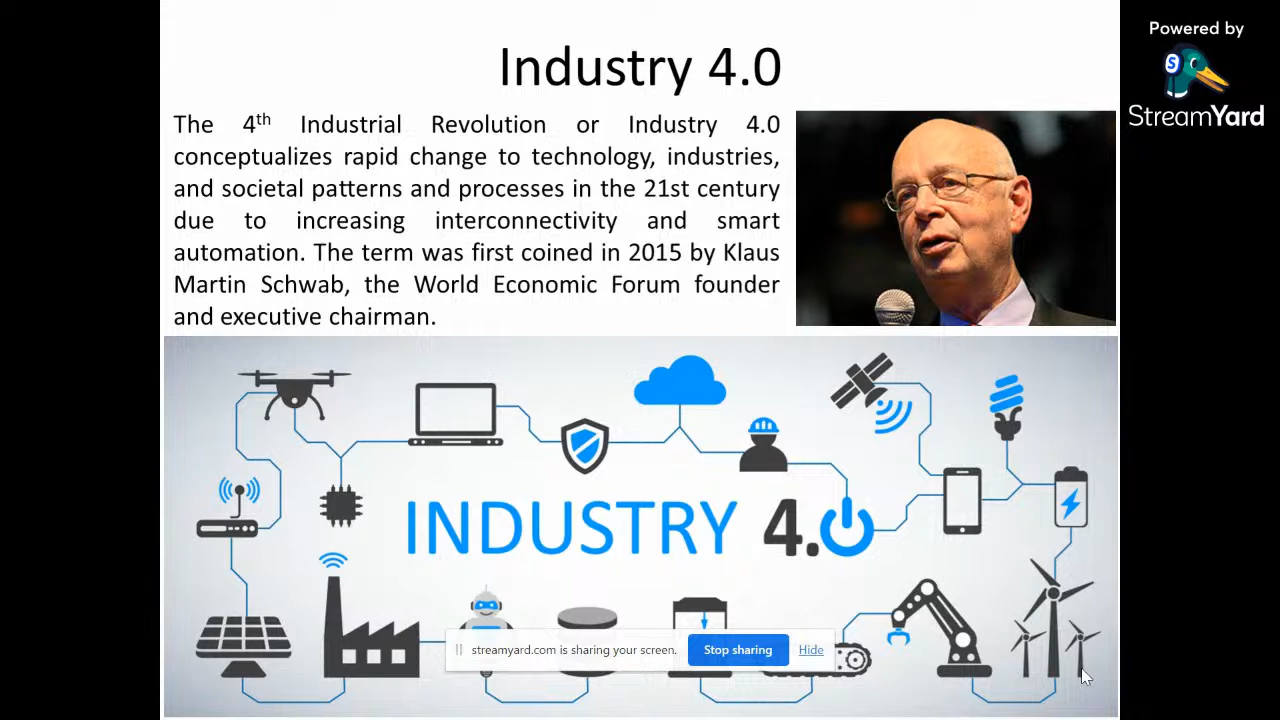 Powered by
StreamYard
Industry 4.0
The 4th Industrial Revolution or Industry 4.0
conceptualizes rapid change to technology, industries,
and societal patterns and processes in the 21st century
due to increasing interconnectivity and smart
automation. The term was first coined in 2015 by Klaus
Martin Schwab, the World Economic Forum founder
and executive chairman.
INDUSTRY 4.0
streamyard.com is sharing your screen.
Stop sharing
Hide